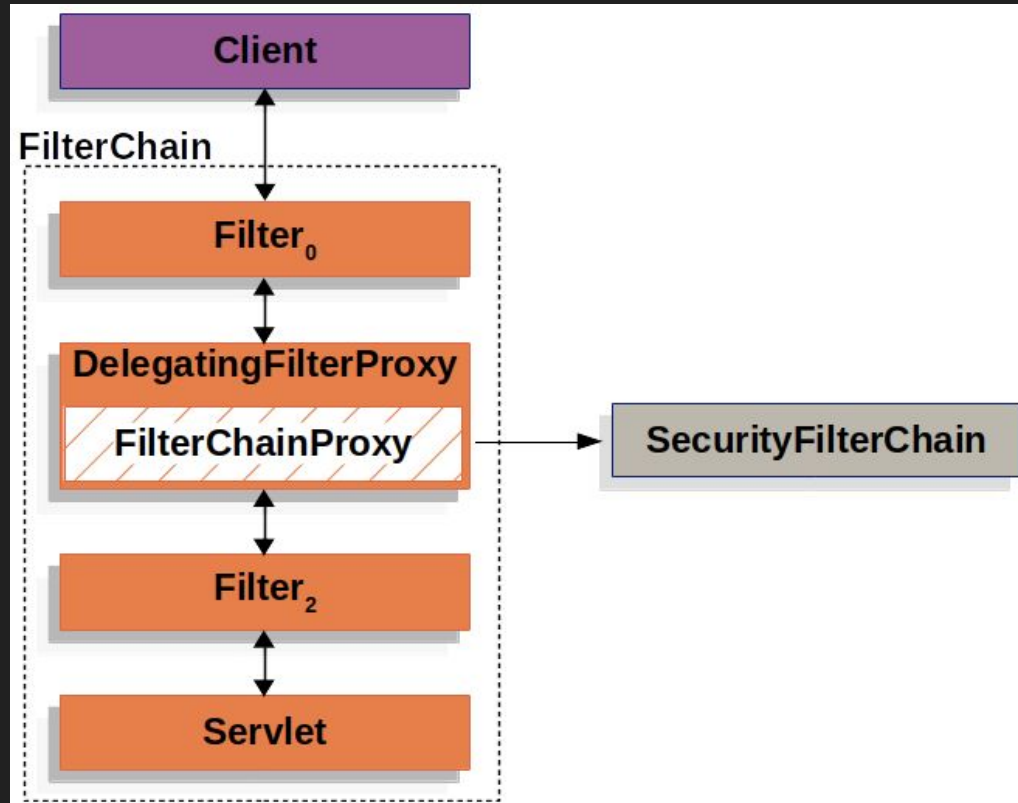 Client
FilterChain
Filter₀
DelegatingFilterProxy
FilterChainProxy
SecurityFilterChain
Filter₂
Servlet